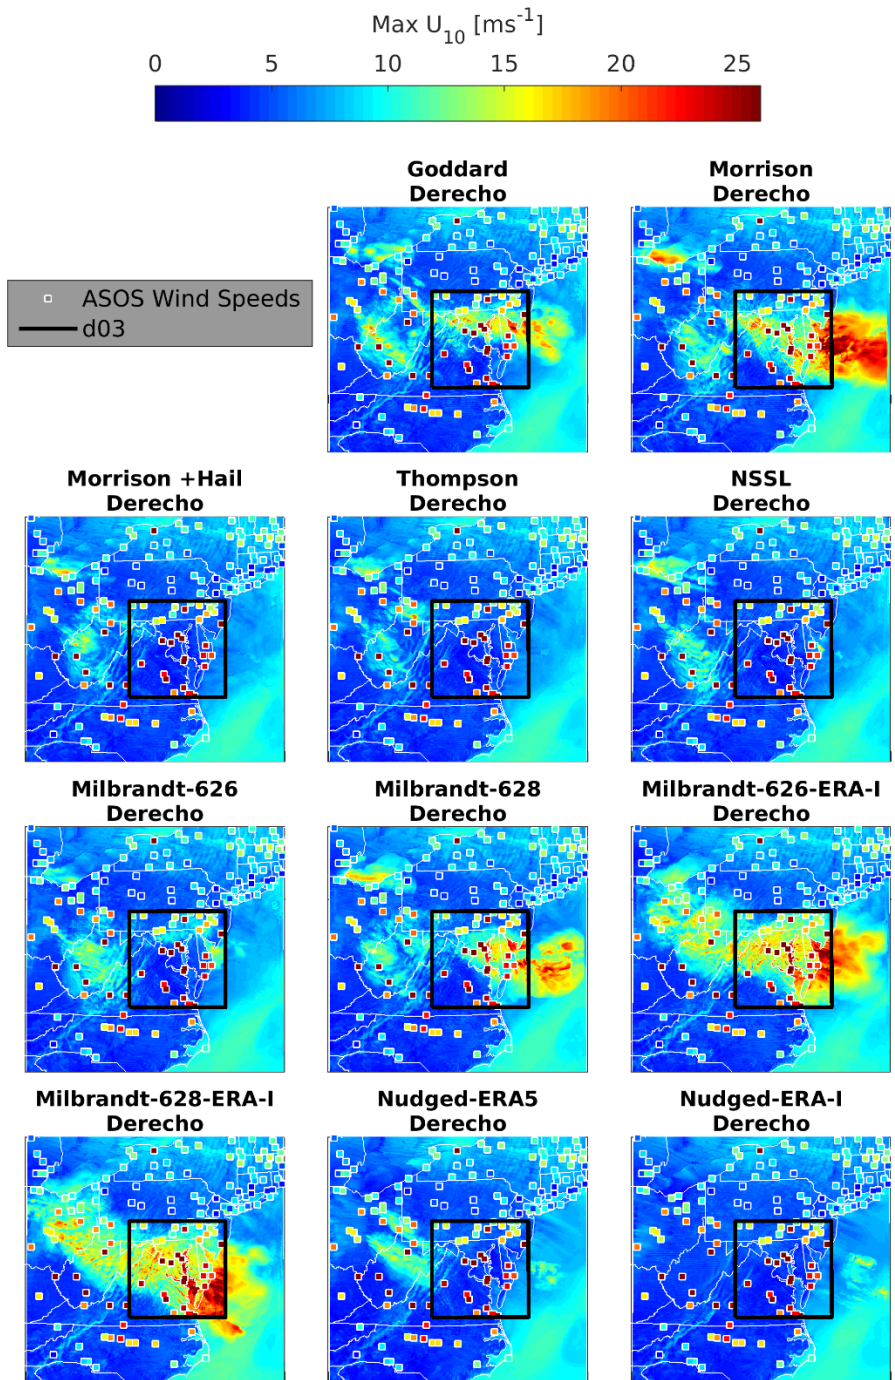 Max U10 [ms-1]
0 5 10 15 20 25
Goddard
Derecho
Morrison
Derecho
ASOS Wind Speeds
d03
Morrison +Hail
Derecho
Thompson
Derecho
NSSL
Derecho
Milbrandt-626
Derecho
Milbrandt-628
Derecho
Milbrandt-626-ERA-I
Derecho
Milbrandt-628-ERA-I
Derecho
Nudged-ERA5
Derecho
Nudged-ERA-I
Derecho